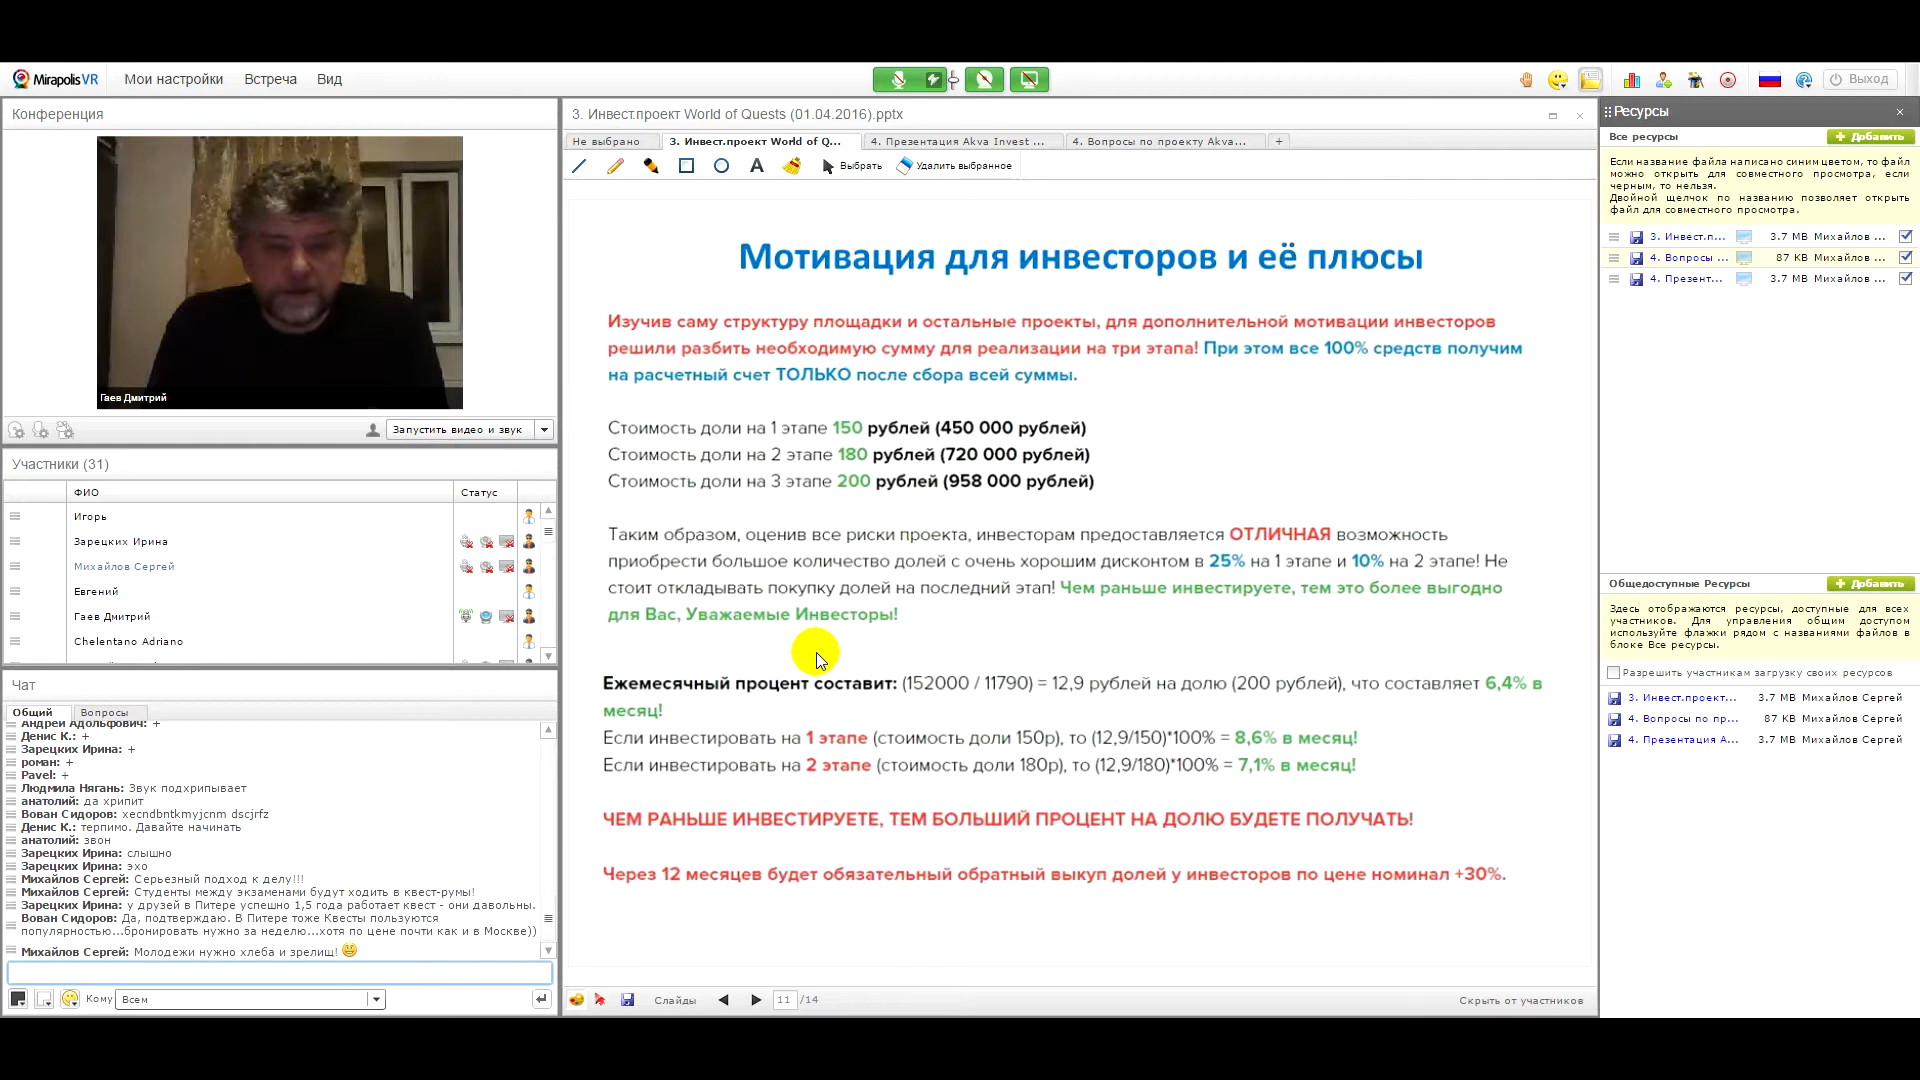 Mirapolis VR
Мои настройки
Встреча
Вид
Выход
Конференция
Гаев Дмитрий
Запустить видео и звук
Участники (31)
ФИО
Статус
Игорь
Зарецких Ирина
Михайлов Сергей
Евгений
Гаев Дмитрий
Chelentano Adriano
Чат
Общий
Вопросы
Андрей Адольфович: +
Денис К.: +
Зарецких Ирина: +
роман: +
Pavel: +
Людмила Нягань: Звук подхрипывает
анатолий: да хрипит
Вован Сидоров: xecndbntkmyjcnm dscjrfz
Денис К.: терпимо. Давайте начинать
анатолий: звон
Зарецких Ирина: слышно
Зарецких Ирина: эхо
Михайлов Сергей: Серьезный подход к делу!!!
Михайлов Сергей: Студенты между экзаменами будут ходить в квест-румы!
Зарецких Ирина: у друзей в Питере успешно 1,5 года работает квест - они давольны.
Вован Сидоров: Да, подтверждаю. В Питере тоже Квесты пользуются
популярностью...бронировать нужно за неделю...хотя по цене почти как и в Москве))
Михайлов Сергей: Молодежи нужно хлеба и зрелищ!
Кому
Всем
3. Инвест.проект World of Quests (01.04.2016).pptx
Не выбрано
3. Инвест.проект World of Q...
4. Презентация Akva Invest ...
4. Вопросы по проекту Akva...
+
A
Выбрать
Удалить выбранное
Мотивация для инвесторов и её плюсы
Изучив саму структуру площадки и остальные проекты, для дополнительной мотивации инвесторов
решили разбить необходимую сумму для реализации на три этапа! При этом все 100% средств получим
на расчетный счет ТОЛЬКО после сбора всей суммы.
Стоимость доли на 1 этапе 150 рублей (450 000 рублей)
Стоимость доли на 2 этапе 180 рублей (720 000 рублей)
Стоимость доли на 3 этапе 200 рублей (958 000 рублей)
Таким образом, оценив все риски проекта, инвесторам предоставляется ОТЛИЧНАЯ возможность
приобрести большое количество долей с очень хорошим дисконтом в 25% на 1 этапе и 10% на 2 этапе! Не
стоит откладывать покупку долей на последний этап! Чем раньше инвестируете, тем это более выгодно
для Вас, Уважаемые Инвесторы!
Ежемесячный процент составит: (152000 / 11790) = 12,9 рублей на долю (200 рублей), что составляет 6,4% в
месяц!
Если инвестировать на 1 этапе (стоимость доли 150р), то (12,9/150)*100% = 8,6% в месяц!
Если инвестировать на 2 этапе (стоимость доли 180р), то (12,9/180)*100% = 7,1% в месяц!
ЧЕМ РАНЬШЕ ИНВЕСТИРУЕТЕ, ТЕМ БОЛЬШИЙ ПРОЦЕНТ НА ДОЛЮ БУДЕТЕ ПОЛУЧАТЬ!
Через 12 месяцев будет обязательный обратный выкуп долей у инвесторов по цене номинал +30%.
Слайды
11 /14
Скрыть от участников
Ресурсы
Все ресурсы
Добавить
Если название файла написано синим цветом, то файл
можно открыть для совместного просмотра, если
черным, то нельзя.
Двойной щелчок по названию позволяет открыть
файл для совместного просмотра.
3. Инвест.п... 3.7 MB Михайлов ...
4. Вопросы ... 87 KB Михайлов ...
4. Презент... 3.7 MB Михайлов ...
Общедоступные Ресурсы
Добавить
Здесь отображаются ресурсы, доступные для всех
участников. Для управления общим доступом
используйте флажки рядом с названиями файлов в
блоке Все ресурсы.
Разрешить участникам загрузку своих ресурсов
3. Инвест.проект... 3.7 MB Михайлов Сергей
4. Вопросы по пр... 87 KB Михайлов Сергей
4. Презентация А... 3.7 MB Михайлов Сергей